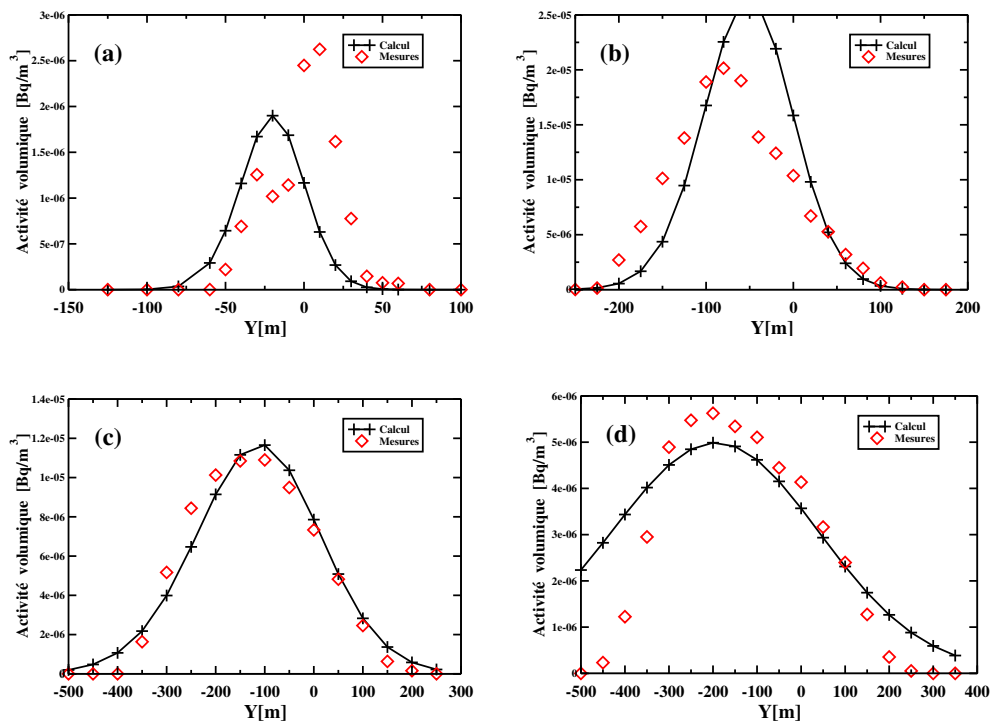 3e-06
2.5e-06
2e-06
1.5e-06
1e-06
5e-07
0
Activité volumique [Bq/m³]
(a)
Calcul
Mesures
-150 -100 -50 0 50 100
Y[m]
2.5e-05
2e-05
1.5e-05
1e-05
5e-06
0
Activité volumique [Bq/m³]
(b)
Calcul
Mesures
-200 -100 0 100 200
Y[m]
1.4e-05
1.2e-05
1e-05
8e-06
6e-06
4e-06
2e-06
0
Activité volumique [Bq/m³]
(c)
Calcul
Mesures
-500 -400 -300 -200 -100 0 100 200 300
Y[m]
6e-06
5e-06
4e-06
3e-06
2e-06
1e-06
0
Activité volumique [Bq/m³]
(d)
Calcul
Mesures
-500 -400 -300 -200 -100 0 100 200 300 400
Y[m]